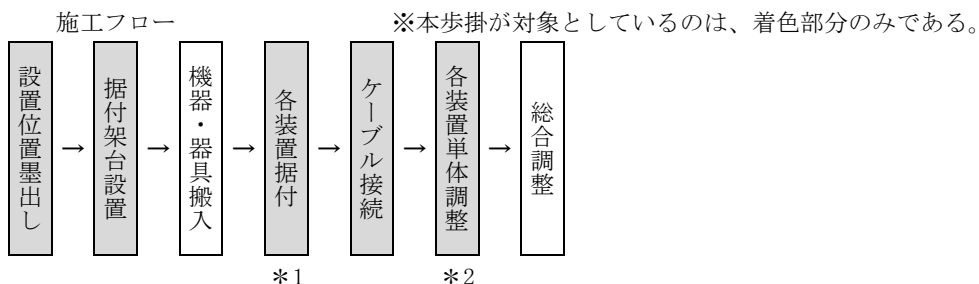 施工フロー
※本歩掛が対象としているのは、着色部分のみである。
設置位置墨出し
→
据付架台設置
→
機器・器具搬入
→
各装置据付
→
ケーブル接続
→
各装置単体調整
→
総合調整
＊1
＊2